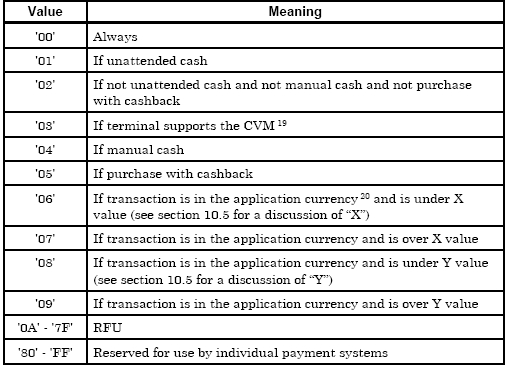 Value Meaning
'00' Always
'01' If unattended cash
'02' If not unattended cash and not manual cash and not purchase
with cashback
'03' If terminal supports the CVM 19
'04' If manual cash
'05' If purchase with cashback
'06' If transaction is in the application currency 20 and is under X
value (see section 10.5 for a discussion of “X”)
'07' If transaction is in the application currency and is over X value
'08' If transaction is in the application currency and is under Y value
(see section 10.5 for a discussion of “Y”)
'09' If transaction is in the application currency and is over Y value
'0A' - '7F' RFU
'80' - 'FF' Reserved for use by individual payment systems